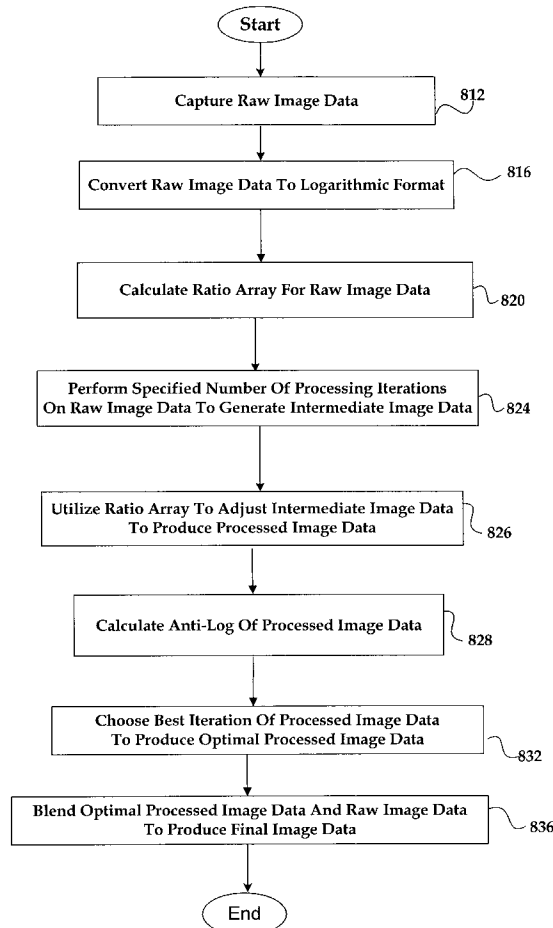 Start
Capture Raw Image Data
812
Convert Raw Image Data To Logarithmic Format
816
Calculate Ratio Array For Raw Image Data
820
Perform Specified Number Of Processing Iterations
On Raw Image Data To Generate Intermediate Image Data
824
Utilize Ratio Array To Adjust Intermediate Image Data
To Produce Processed Image Data
826
Calculate Anti-Log Of Processed Image Data
828
Choose Best Iteration Of Processed Image Data
To Produce Optimal Processed Image Data
832
Blend Optimal Processed Image Data And Raw Image Data
To Produce Final Image Data
836
End